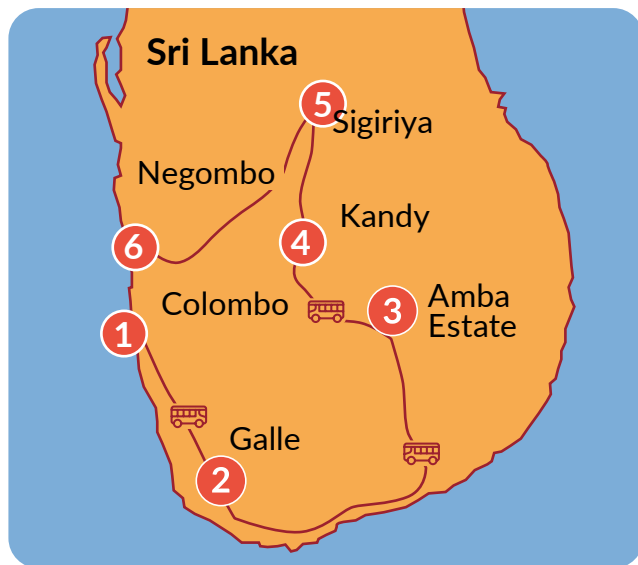 Sri Lanka
5
Sigiriya
Negombo
Kandy
4
6
Colombo
3
Amba
Estate
1
Galle
2